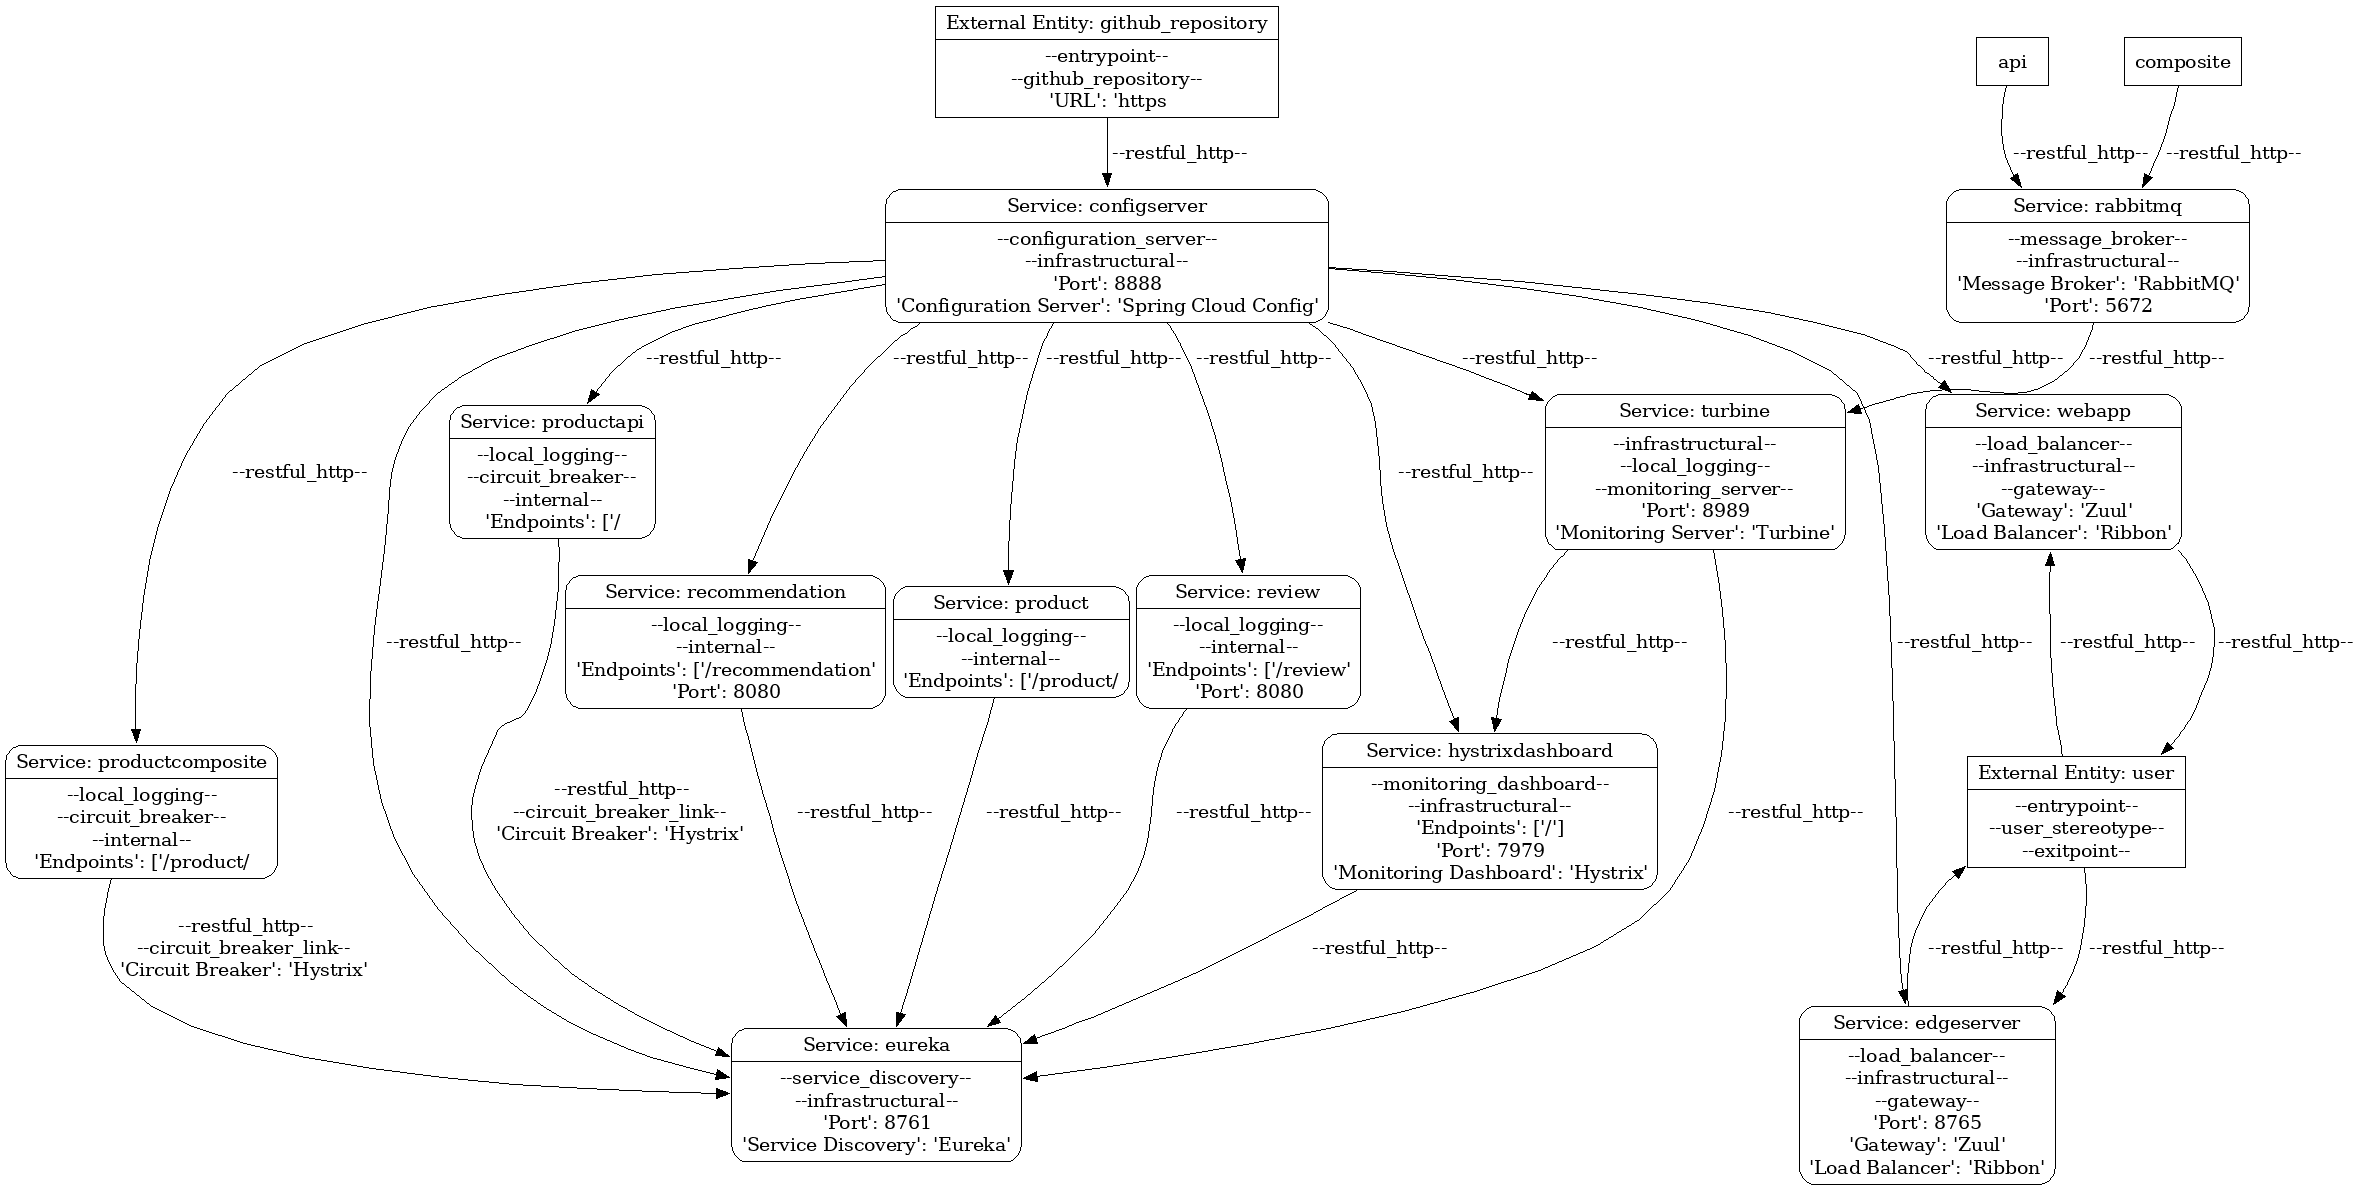 External Entity: github_repository
--entrypoint--
--github_repository--
'URL': 'https
api
composite
--restful_http--
--restful_http--
--restful_http--
Service: configserver
--configuration_server--
--infrastructural--
'Port': 8888
'Configuration Server': 'Spring Cloud Config'
Service: rabbitmq
--message_broker--
--infrastructural--
'Message Broker': 'RabbitMQ'
'Port': 5672
--restful_http--
--restful_http--
--restful_http--
--restful_http--
--restful_http--
--restful_http--
--restful_http--
Service: productapi
--local_logging--
--circuit_breaker--
--internal--
'Endpoints': ['/
Service: turbine
--infrastructural--
--local_logging--
--monitoring_server--
'Port': 8989
'Monitoring Server': 'Turbine'
Service: webapp
--load_balancer--
--infrastructural--
--gateway--
'Gateway': 'Zuul'
'Load Balancer': 'Ribbon'
--restful_http--
--restful_http--
Service: recommendation
--local_logging--
--internal--
'Endpoints': ['/recommendation'
'Port': 8080
Service: product
--local_logging--
--internal--
'Endpoints': ['/product/
Service: review
--local_logging--
--internal--
'Endpoints': ['/review'
'Port': 8080
--restful_http--
--restful_http--
--restful_http--
--restful_http--
--restful_http--
Service: productcomposite
--local_logging--
--circuit_breaker--
--internal--
'Endpoints': ['/product/
--restful_http--
--circuit_breaker_link--
'Circuit Breaker': 'Hystrix'
--restful_http--
--restful_http--
--restful_http--
Service: hystrixdashboard
--monitoring_dashboard--
--infrastructural--
'Endpoints': ['/']
'Port': 7979
'Monitoring Dashboard': 'Hystrix'
--restful_http--
External Entity: user
--entrypoint--
--user_stereotype--
--exitpoint--
--restful_http--
--circuit_breaker_link--
'Circuit Breaker': 'Hystrix'
--restful_http--
--restful_http--
--restful_http--
Service: eureka
--service_discovery--
--infrastructural--
'Port': 8761
'Service Discovery': 'Eureka'
Service: edgeserver
--load_balancer--
--infrastructural--
--gateway--
'Port': 8765
'Gateway': 'Zuul'
'Load Balancer': 'Ribbon'